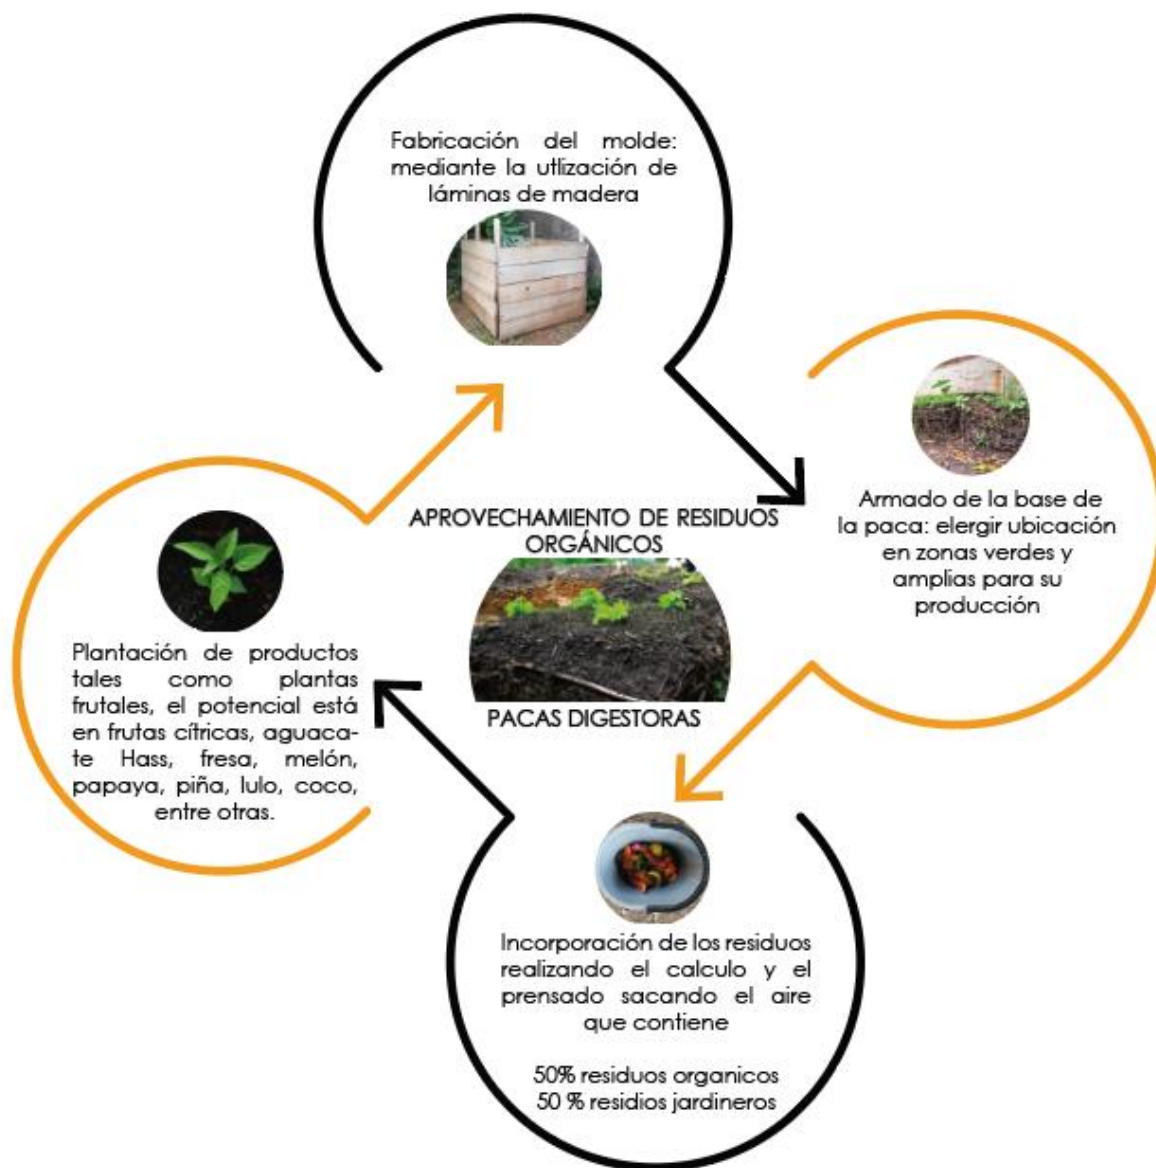 Fabricación del molde:
mediante la utlización de
láminas de madera
Armado de la base de
la paca: elergir ubicación
en zonas verdes y
amplias para su
producción
APROVECHAMIENTO DE RESIDUOS
ORGÁNICOS
PACAS DIGESTORAS
Plantación de productos
tales como plantas
frutales, el potencial está
en frutas cítricas, aguaca-
te Hass, fresa, melón,
papaya, piña, lulo, coco,
entre otras.
Incorporación de los residuos
realizando el calculo y el
prensado sacando el aire
que contiene
50% residuos organicos
50 % residios jardineros